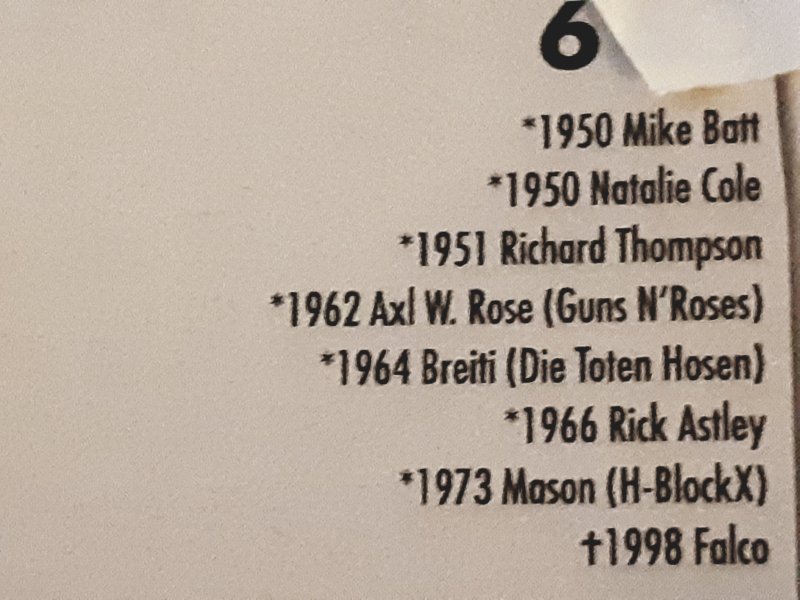 6
*1950 Mike Batt
*1950 Natalie Cole
*1951 Richard Thompson
*1962 Axl W. Rose (Guns N'Roses)
*1964 Breiti (Die Toten Hosen)
*1966 Rick Astley
*1973 Mason (H-BlockX)
†1998 Falco